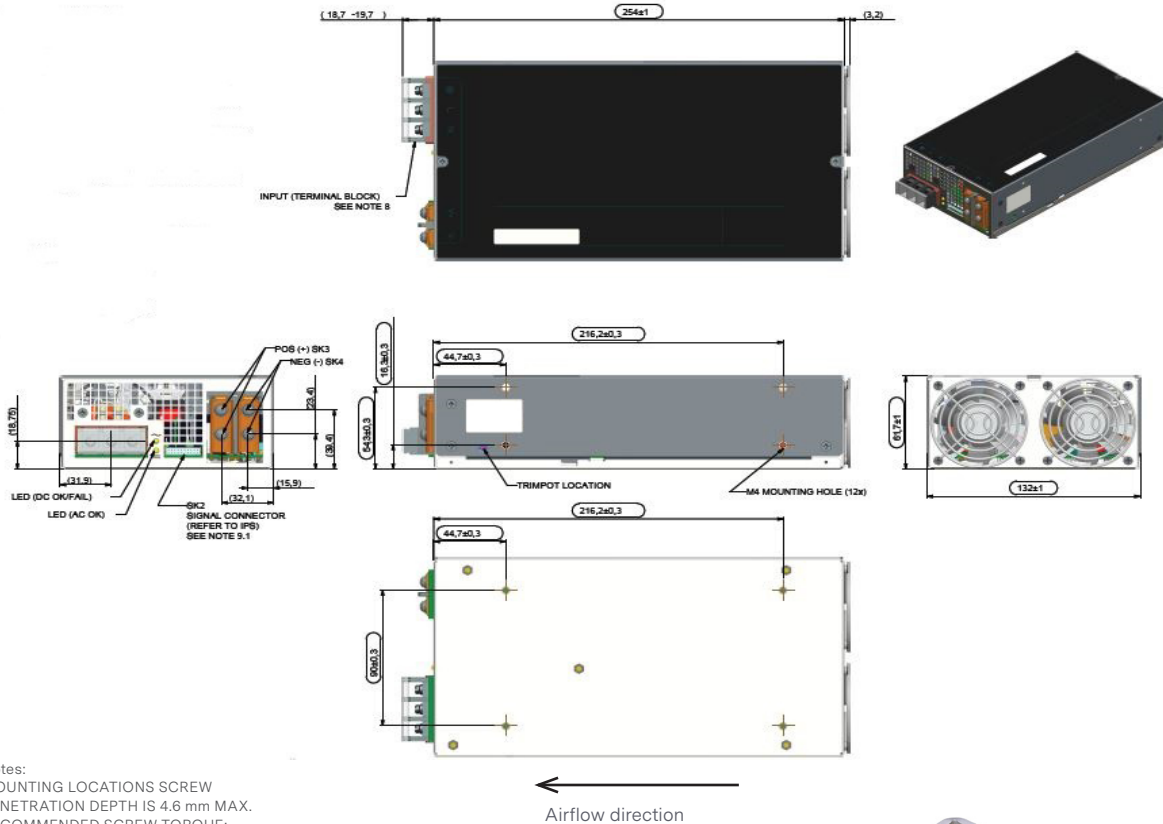 ( 18,7 -19,7 )
254±1
(3,2)
INPUT (TERMINAL BLOCK)
SEE NOTE 8
POS (+) SK3
NEG (-) SK4
(18,75)
(23,4)
(39,4)
(31,9)
(15,9)
(32,1)
LED (DC OK/FAIL)
LED (AC OK)
SK2
SIGNAL CONNECTOR
(REFER TO IPS)
SEE NOTE 9.1
216,2±0,3
44,7±0,3
16,3±0,3
54,3±0,3
TRIMPOT LOCATION
M4 MOUNTING HOLE (12x)
61,7±1
132±1
216,2±0,3
44,7±0,3
90±0,3
Airflow direction
tes:
OUNTING LOCATIONS SCREW
NETRATION DEPTH IS 4.6 mm MAX.